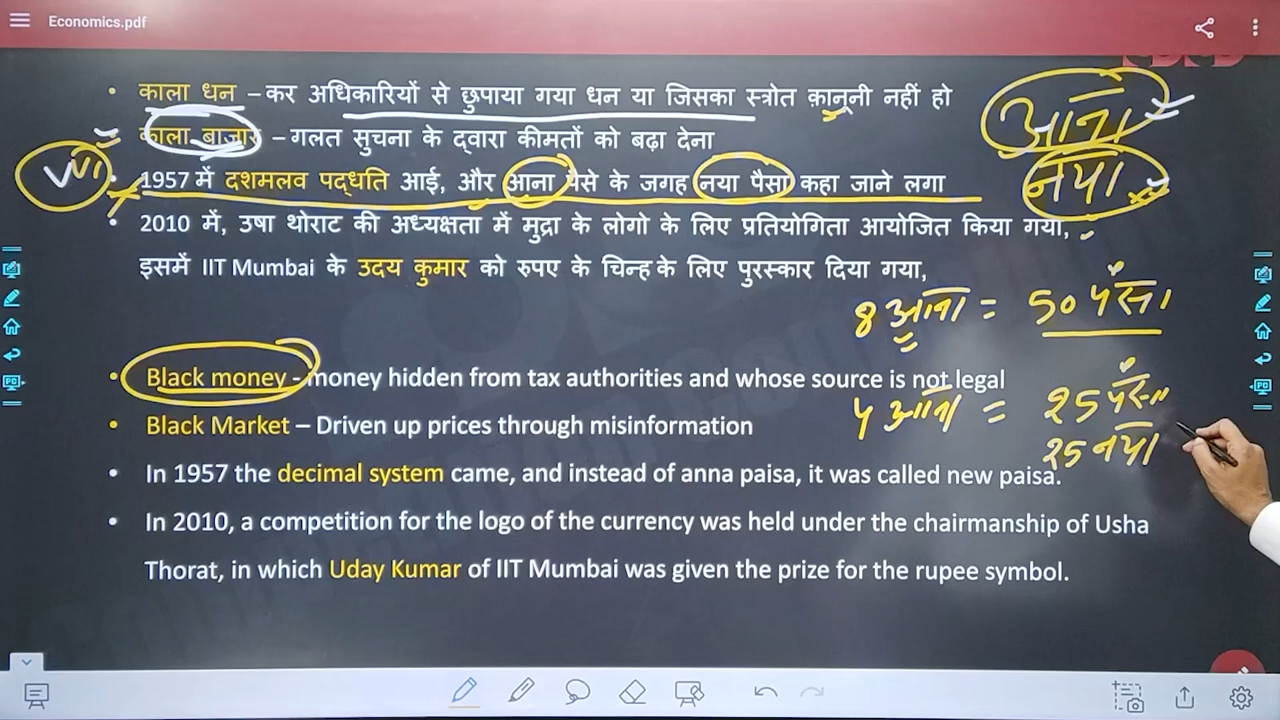 Economics.pdf
काला धन – कर अधिकारियों से छुपाया गया धन या जिसका स्त्रोत क़ानूनी नहीं हो
काला बाजार – गलत सुचना के द्वारा कीमतों को बढ़ा देना
आना
नया
VVI
1957 में दशमलव पद्धति आई, और आना पैसे के जगह नया पैसा कहा जाने लगा
2010 में, उषा थोराट की अध्यक्षता में मुद्रा के लोगो के लिए प्रतियोगिता आयोजित किया गया,
इसमें IIT Mumbai के उदय कुमार को रुपए के चिन्ह के लिए पुरस्कार दिया गया,
8 आना = 50 पैसा
Black money - money hidden from tax authorities and whose source is not legal
4 आना = 25 पैसा
25 नया
Black Market – Driven up prices through misinformation
In 1957 the decimal system came, and instead of anna paisa, it was called new paisa.
In 2010, a competition for the logo of the currency was held under the chairmanship of Usha
Thorat, in which Uday Kumar of IIT Mumbai was given the prize for the rupee symbol.